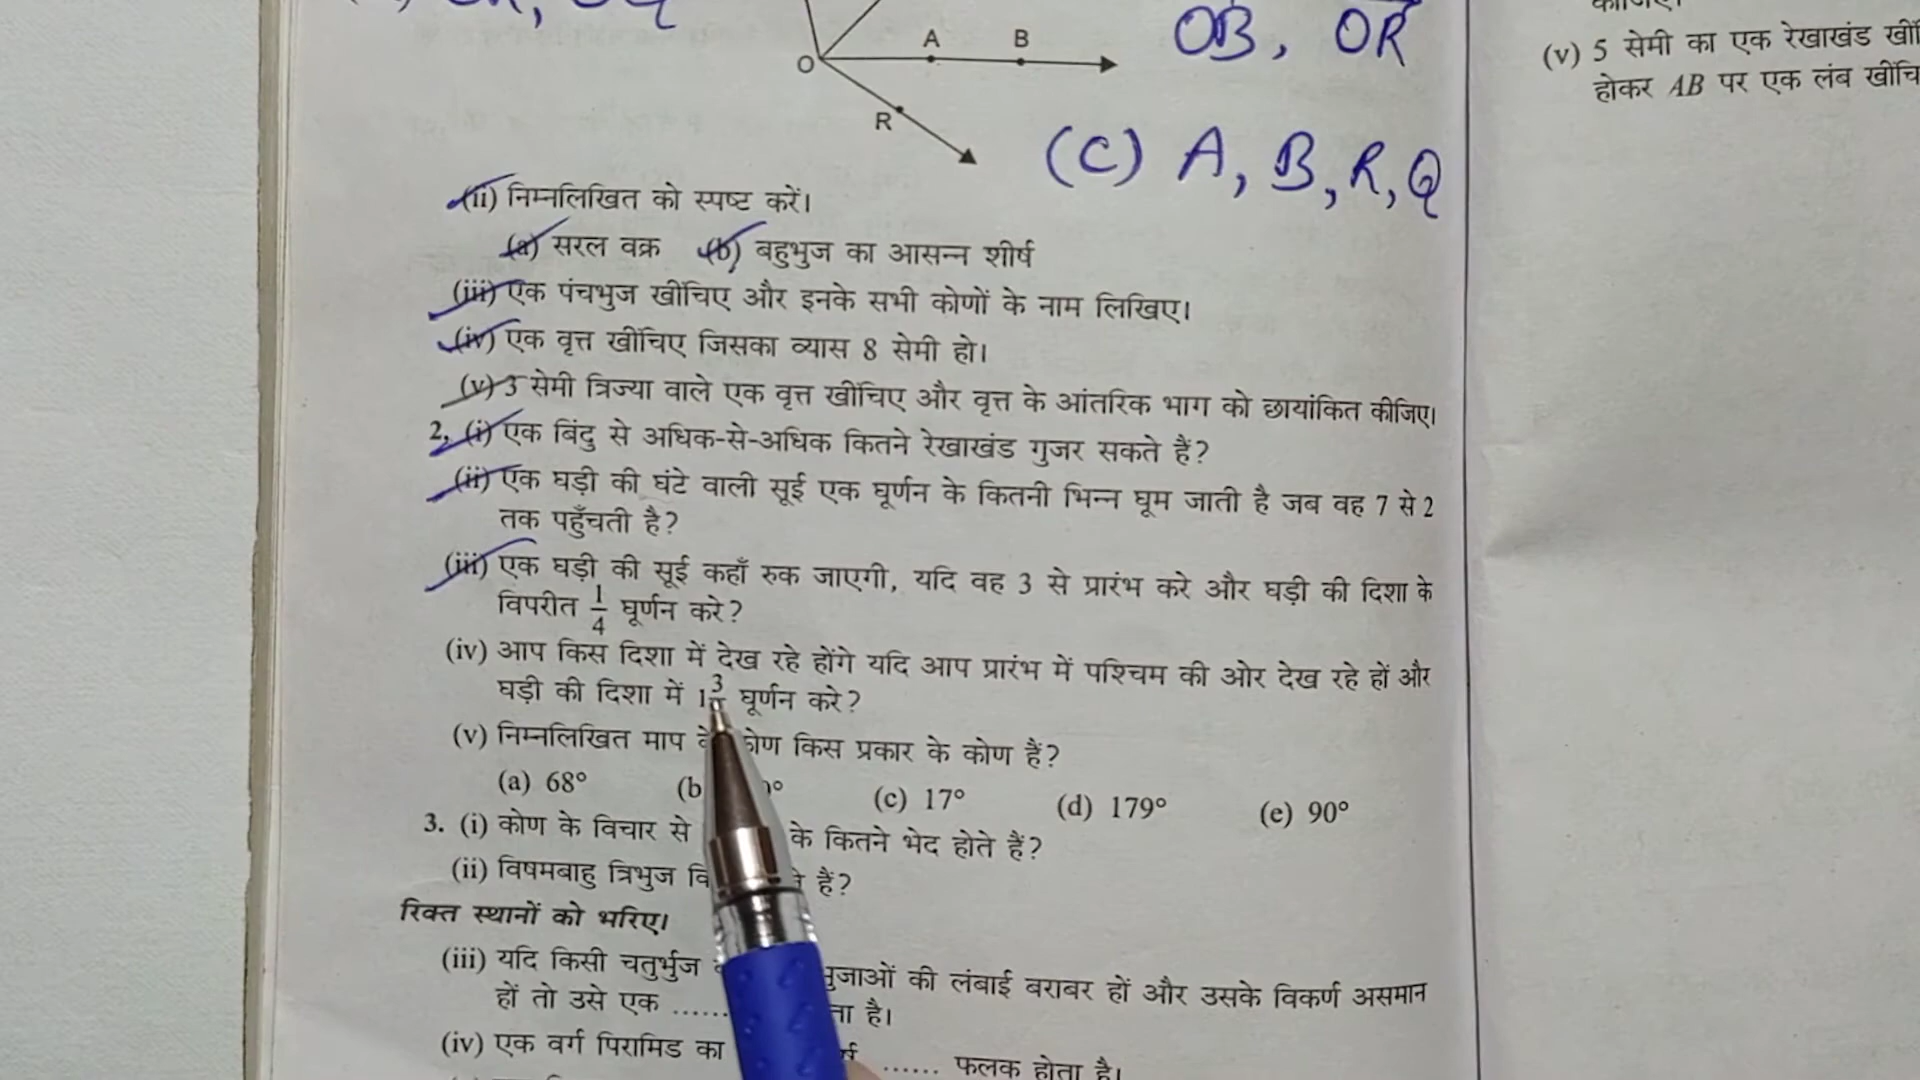 O A B
R
OB, OR
(C) A, B, R, Q
(ii) निम्नलिखित को स्पष्ट करें।
(a) सरल वक्र (b) बहुभुज का आसन्न शीर्ष
(iii) एक पंचभुज खींचिए और इनके सभी कोणों के नाम लिखिए।
(iv) एक वृत्त खींचिए जिसका व्यास 8 सेमी हो।
(v) 3 सेमी त्रिज्या वाले एक वृत्त खींचिए और वृत्त के आंतरिक भाग को छायांकित कीजिए।
2. (i) एक बिंदु से अधिक-से-अधिक कितने रेखाखंड गुजर सकते हैं?
(ii) एक घड़ी की घंटे वाली सूई एक घूर्णन के कितनी भिन्न घूम जाती है जब वह 7 से 2
तक पहुँचती है?
(iii) एक घड़ी की सूई कहाँ रुक जाएगी, यदि वह 3 से प्रारंभ करे और घड़ी की दिशा के
विपरीत 1/4 घूर्णन करे?
(iv) आप किस दिशा में देख रहे होंगे यदि आप प्रारंभ में पश्चिम की ओर देख रहे हों और
घड़ी की दिशा में 1 3 घूर्णन करे?
(v) निम्नलिखित माप कोण किस प्रकार के कोण हैं?
(a) 68° (b (c) 17° (d) 179° (e) 90°
3. (i) कोण के विचार से के कितने भेद होते हैं?
(ii) विषमबाहु त्रिभुज हैं?
रिक्त स्थानों को भरिए।
(iii) यदि किसी चतुर्भुज भुजाओं की लंबाई बराबर हों और उसके विकर्ण असमान
हों तो उसे एक ...... है।
(iv) एक वर्ग पिरामिड का ...... फलक होता है।
(v) 5 सेमी का एक रेखाखंड
होकर AB पर एक लंब